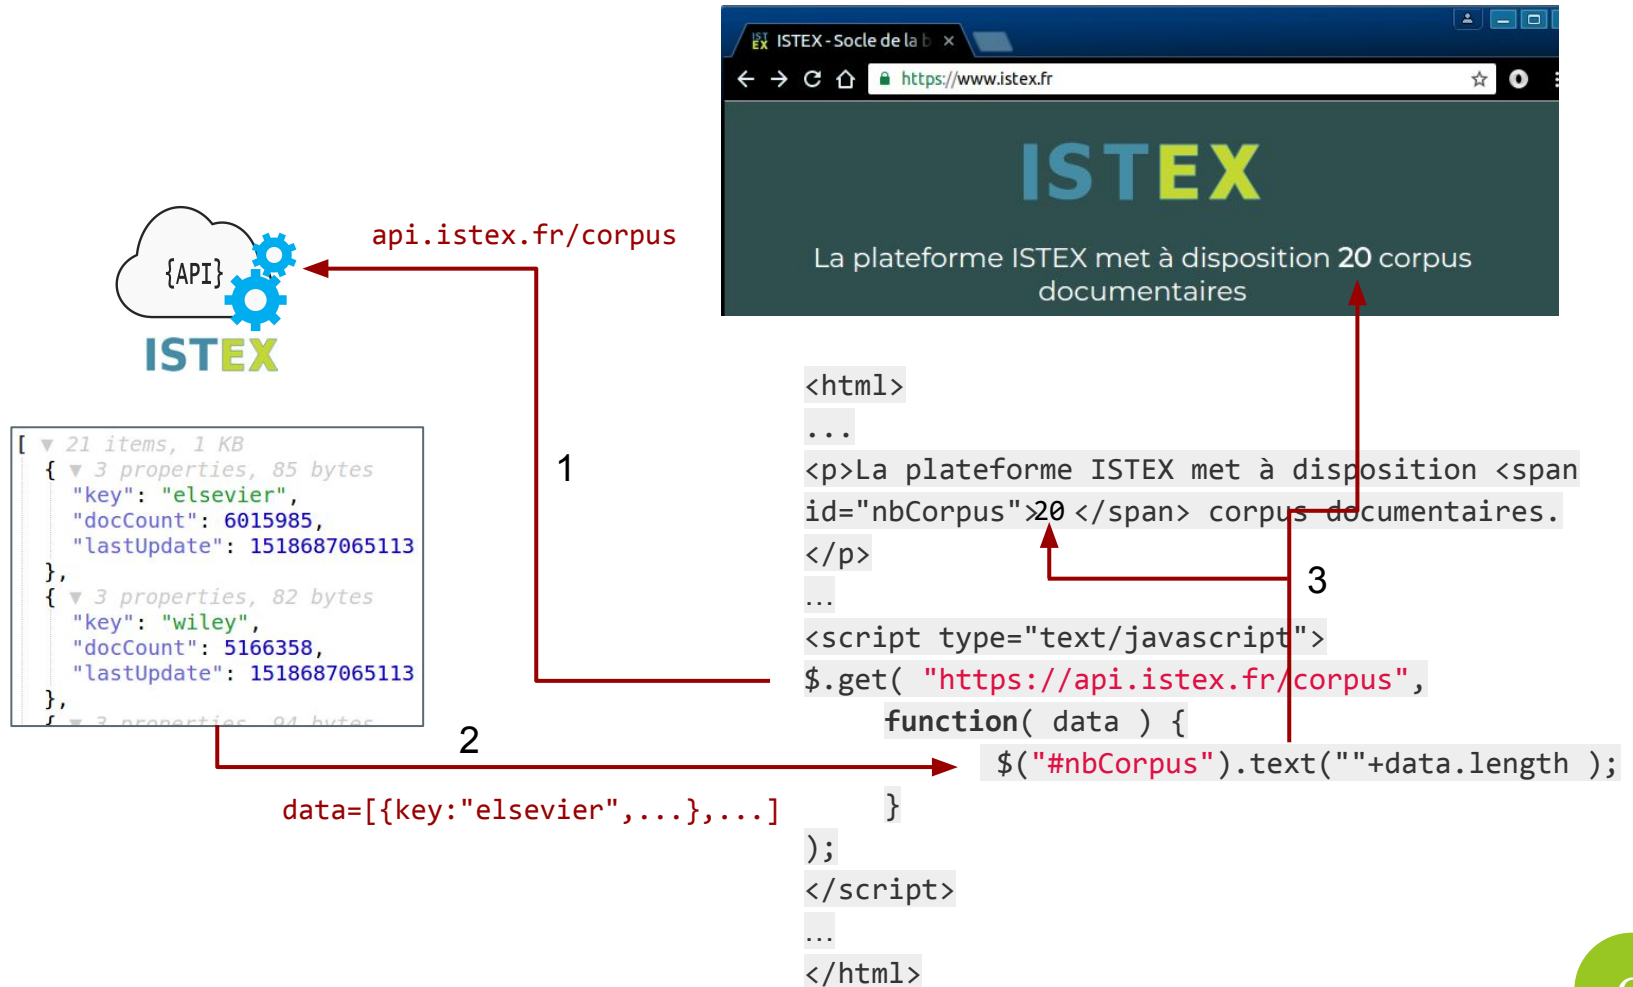 ISTEX - Socle de la b
https://www.istex.fr
ISTEX
La plateforme ISTEX met à disposition 20 corpus
documentaires
api.istex.fr/corpus
{API}
ISTEX
[ ▼ 21 items, 1 KB
{ ▼ 3 properties, 85 bytes
"key": "elsevier",
"docCount": 6015985,
"lastUpdate": 1518687065113
},
{ ▼ 3 properties, 82 bytes
"key": "wiley",
"docCount": 5166358,
"lastUpdate": 1518687065113
},
{ ▼ 3 properties, 94 bytes
1
2
data=[{key:"elsevier",...},...]
<html>
...
<p>La plateforme ISTEX met à disposition <span
id="nbCorpus">20 </span> corpus documentaires.
</p>
...
3
<script type="text/javascript">
$.get( "https://api.istex.fr/corpus",
function( data ) {
$("#nbCorpus").text(""+data.length );
}
);
</script>
...
</html>